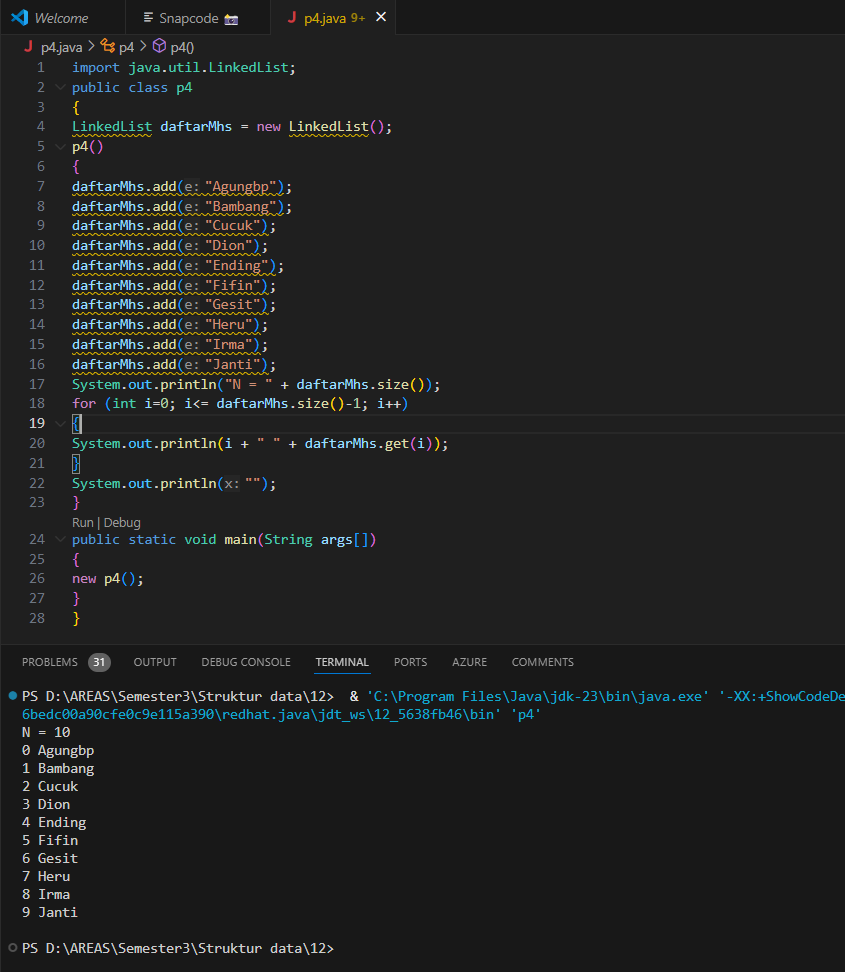 Welcome Snapcode 📸 J p4.java 9+ ×
J p4.java > p4 > p4()
1 import java.util.LinkedList;
2 public class p4
3 {
4 LinkedList daftarMhs = new LinkedList();
5 p4()
6 {
7 daftarMhs.add(e: "Agungbp");
8 daftarMhs.add(e: "Bambang");
9 daftarMhs.add(e: "Cucuk");
10 daftarMhs.add(e: "Dion");
11 daftarMhs.add(e: "Ending");
12 daftarMhs.add(e: "Fifin");
13 daftarMhs.add(e: "Gesit");
14 daftarMhs.add(e: "Heru");
15 daftarMhs.add(e: "Irma");
16 daftarMhs.add(e: "Janti");
17 System.out.println("N = " + daftarMhs.size());
18 for (int i=0; i<= daftarMhs.size()-1; i++)
19 {
20 System.out.println(i + " " + daftarMhs.get(i));
21 }
22 System.out.println(x: "");
23 }
Run | Debug
24 public static void main(String args[])
25 {
26 new p4();
27 }
28 }
PROBLEMS 31 OUTPUT DEBUG CONSOLE TERMINAL PORTS AZURE COMMENTS
PS D:\AREAS\Semester3\Struktur data\12> & 'C:\Program Files\Java\jdk-23\bin\java.exe' '-XX:+ShowCodeDe
6bedc00a90cfe0c9e115a390\redhat.java\jdt_ws\12_5638fb46\bin' 'p4'
N = 10
0 Agungbp
1 Bambang
2 Cucuk
3 Dion
4 Ending
5 Fifin
6 Gesit
7 Heru
8 Irma
9 Janti
PS D:\AREAS\Semester3\Struktur data\12>